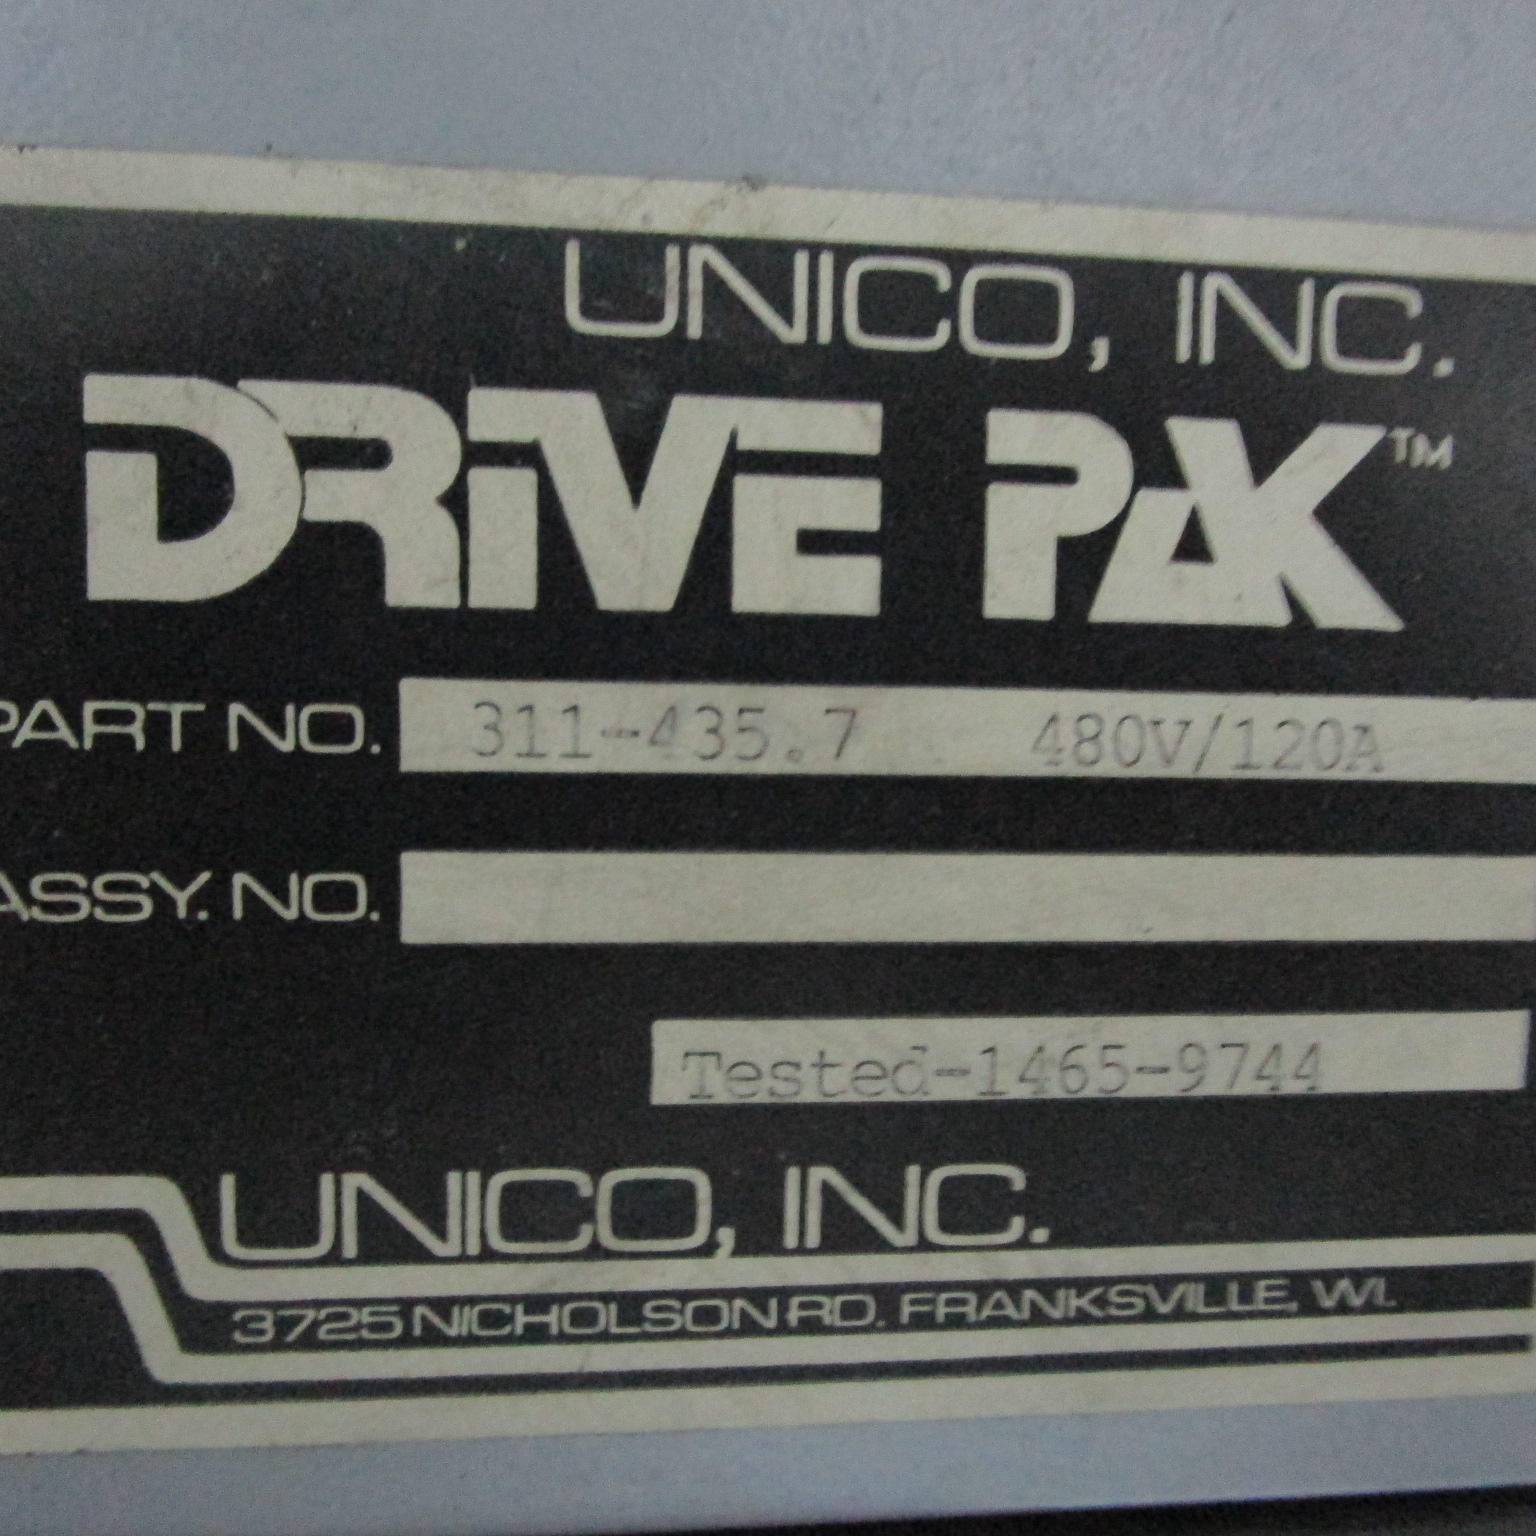 UNICO, INC.
DRIVE PAK™
PART NO. 311-435.7 480V/120A
ASSY. NO.
Tested-1465-9744
UNICO, INC.
3725 NICHOLSON RD. FRANKSVILLE, WI.